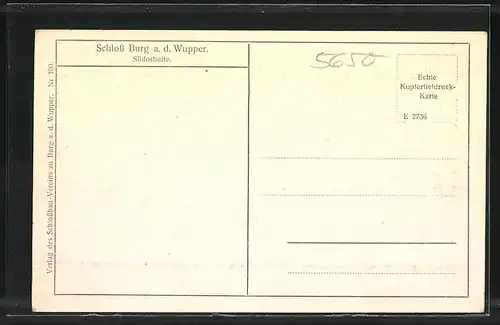 Schloß Burg a. d. Wupper.
Südostseite.
5650
Echte
Kupfertiefdruck-
Karte
E 2736
Verlag des Schloßbau-Vereins zu Burg a. d. Wupper. Nr. 100.